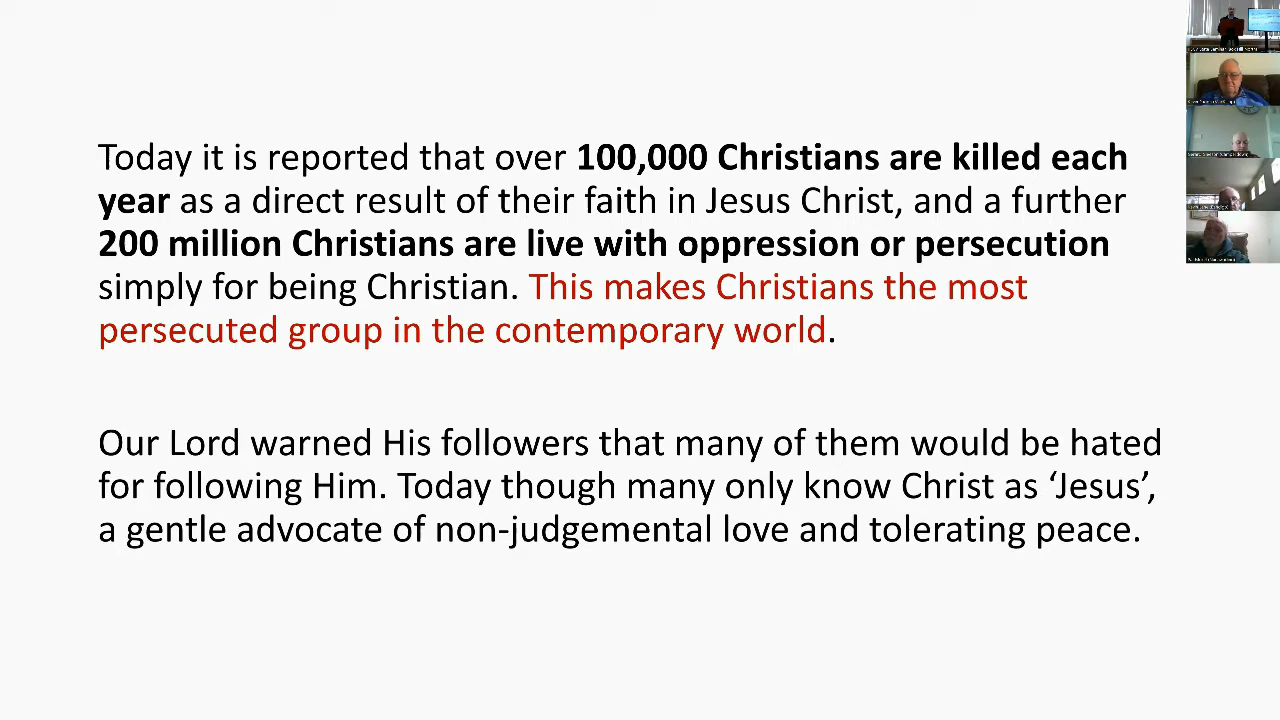 Today it is reported that over 100,000 Christians are killed each
year as a direct result of their faith in Jesus Christ, and a further
200 million Christians are live with oppression or persecution
simply for being Christian. This makes Christians the most
persecuted group in the contemporary world.
Our Lord warned His followers that many of them would be hated
for following Him. Today though many only know Christ as ‘Jesus’,
a gentle advocate of non-judgemental love and tolerating peace.